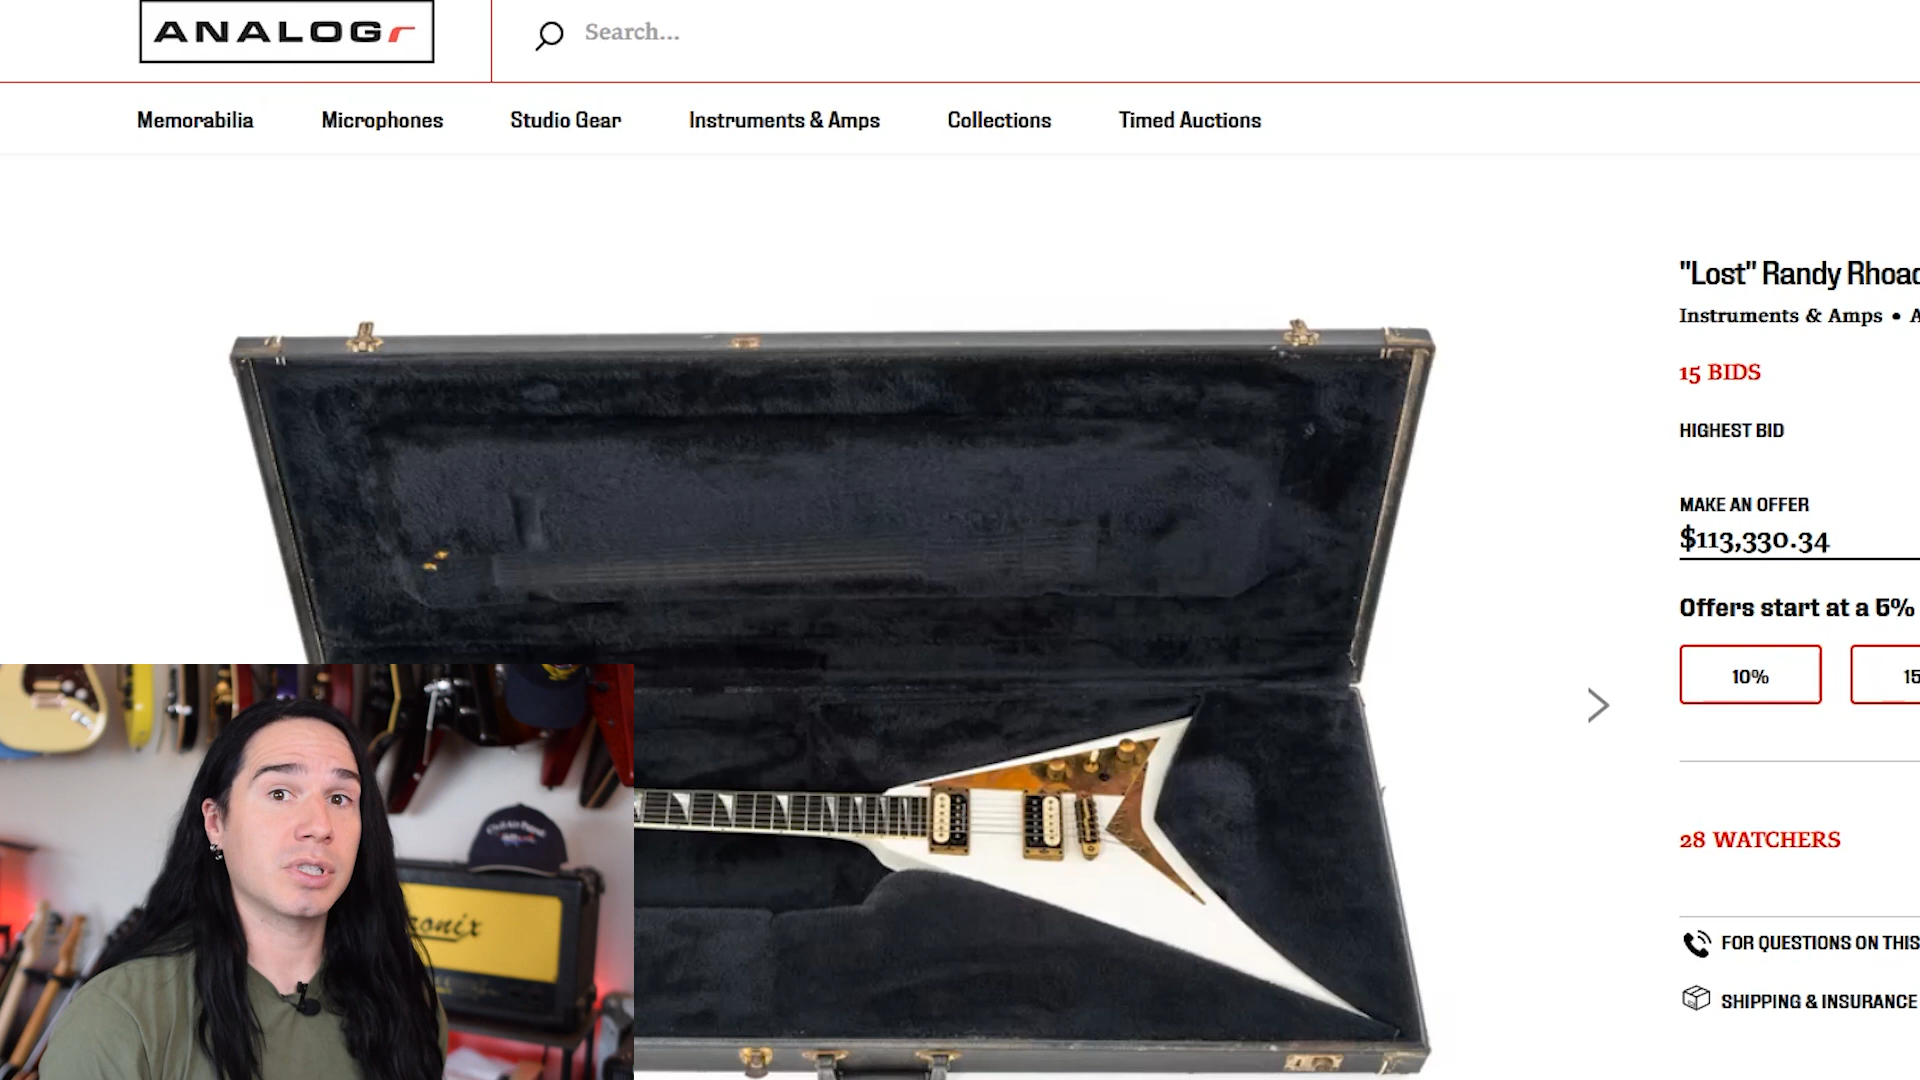 ANALOGr
Search...
Memorabilia
Microphones
Studio Gear
Instruments & Amps
Collections
Timed Auctions
"Lost" Randy
Instruments & Amps •
15 BIDS
HIGHEST BID
MAKE AN OFFER
$113,330.34
Offers start at a 5%
10%
15
28 WATCHERS
FOR QUESTIONS ON THIS
SHIPPING & INSURANCE